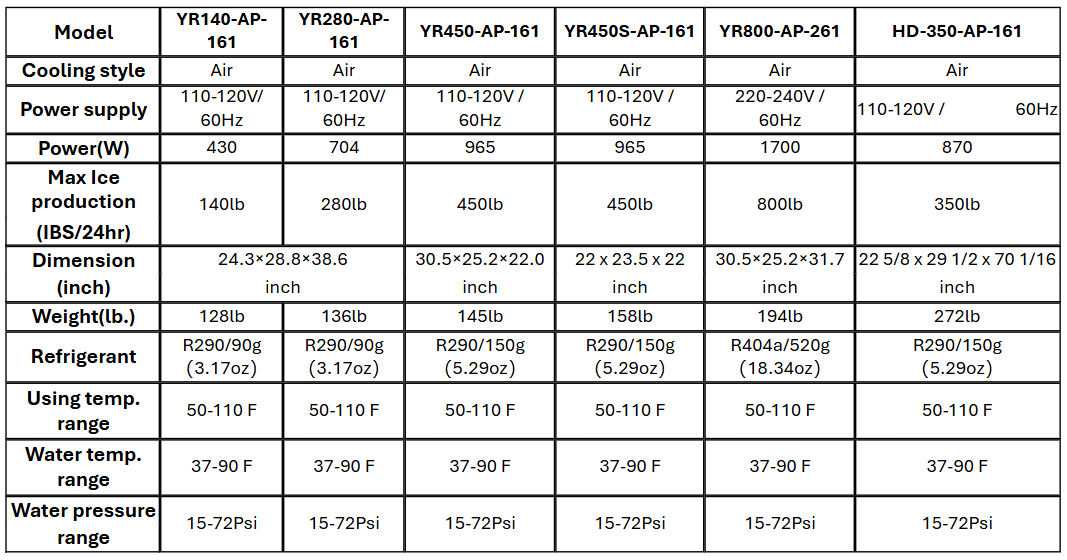 Model YR140-AP- YR280-AP- YR450-AP-161 YR450S-AP-161 YR800-AP-261 HD-350-AP-161
161 161
Cooling style Air Air Air Air Air Air
Power supply 110-120V/ 110-120V/ 110-120V / 110-120V / 220-240V / 110-120V / 60Hz
60Hz 60Hz 60Hz 60Hz 60Hz
Power(W) 430 704 965 965 1700 870
Max Ice
production 140lb 280lb 450lb 450lb 800lb 350lb
(IBS/24hr)
Dimension 24.3×28.8×38.6 30.5×25.2×22.0 22 x 23.5 x 22 30.5×25.2×31.7 22 5/8 x 29 1/2 x 70 1/16
(inch) inch inch inch inch inch
Weight(lb.) 128lb 136lb 145lb 158lb 194lb 272lb
Refrigerant R290/90g R290/90g R290/150g R290/150g R404a/520g R290/150g
(3.17oz) (3.17oz) (5.29oz) (5.29oz) (18.34oz) (5.29oz)
Using temp. 50-110 F 50-110 F 50-110 F 50-110 F 50-110 F 50-110 F
range
Water temp. 37-90 F 37-90 F 37-90 F 37-90 F 37-90 F 37-90 F
range
Water pressure 15-72Psi 15-72Psi 15-72Psi 15-72Psi 15-72Psi 15-72Psi
range